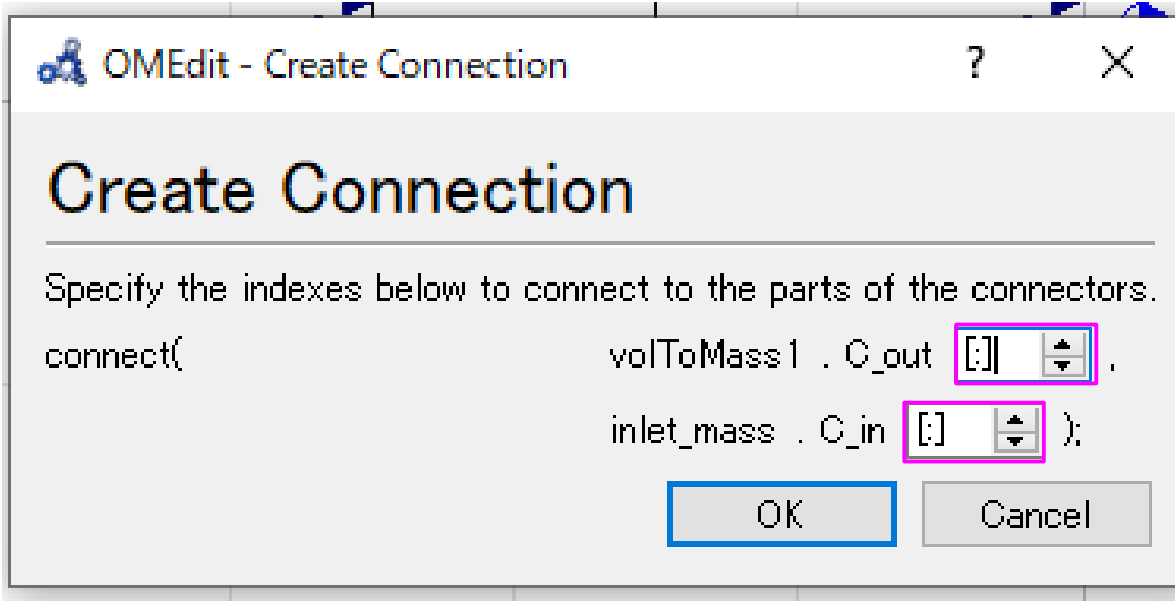 OMEdit - Create Connection ?
Create Connection
Specify the indexes below to connect to the parts of the connectors.
connect( volToMass1 . C_out [:] ,
inlet_mass . C_in [:] );
OK Cancel